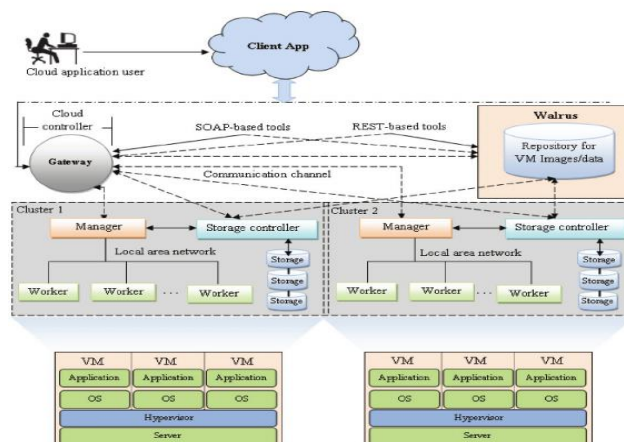 Client App
Cloud application user
Cloud controller
SOAP-based tools
REST-based tools
Walrus
Repository for VM Images/data
Gateway
Communication channel
Cluster 1
Manager
Storage controller
Local area network
Storage
Storage
Storage
Worker
Worker
...
Worker
Cluster 2
Manager
Storage controller
Local area network
Storage
Storage
Storage
Worker
Worker
...
Worker
VM VM VM
Application Application Application
OS OS OS
Hypervisor
Server
VM VM VM
Application Application Application
OS OS OS
Hypervisor
Server